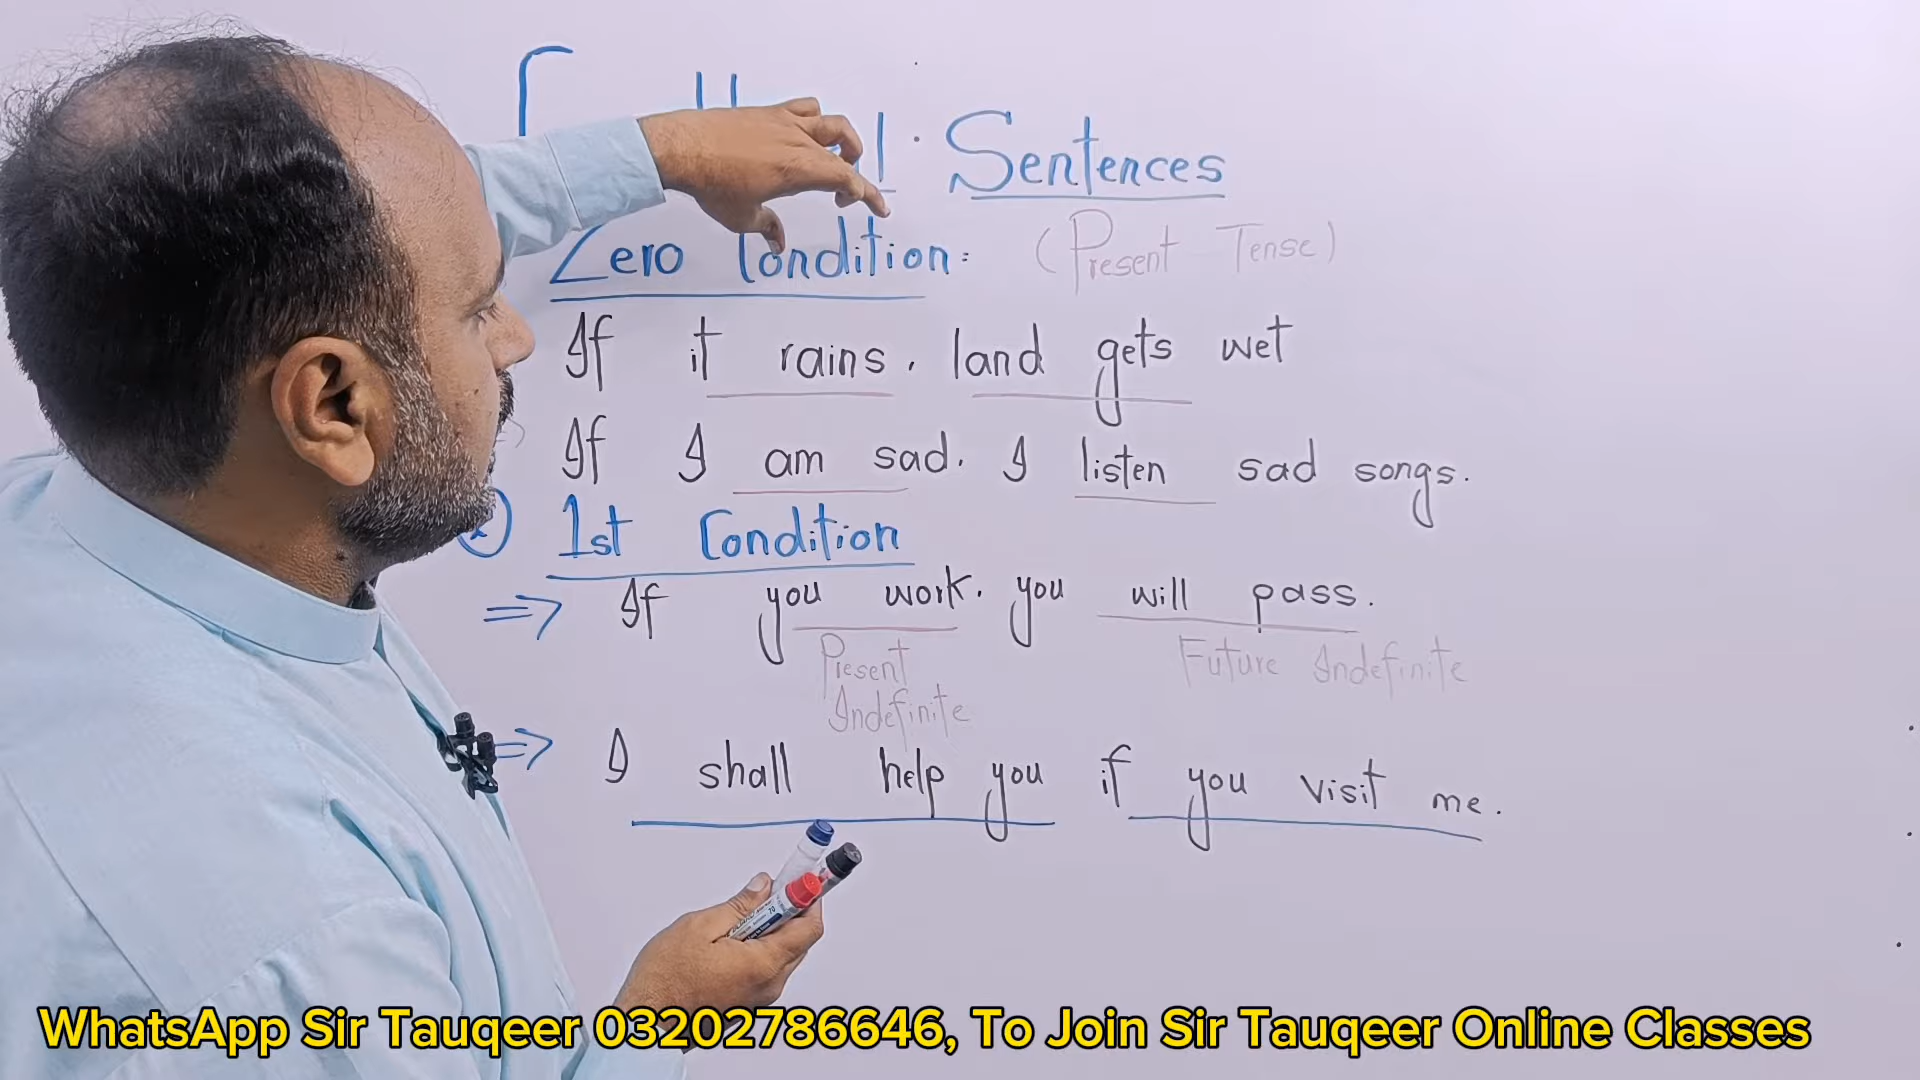 Sentences
Zero Condition: (Present Tense)
If it rains, land gets wet
If I am sad, I listen sad songs.
1st Condition
⇒ If you work, you will pass.
Present Future Indefinite
Indefinite
⇒ I shall help you if you visit me.
WhatsApp Sir Tauqeer 03202786646, To Join Sir Tauqeer Online Classes